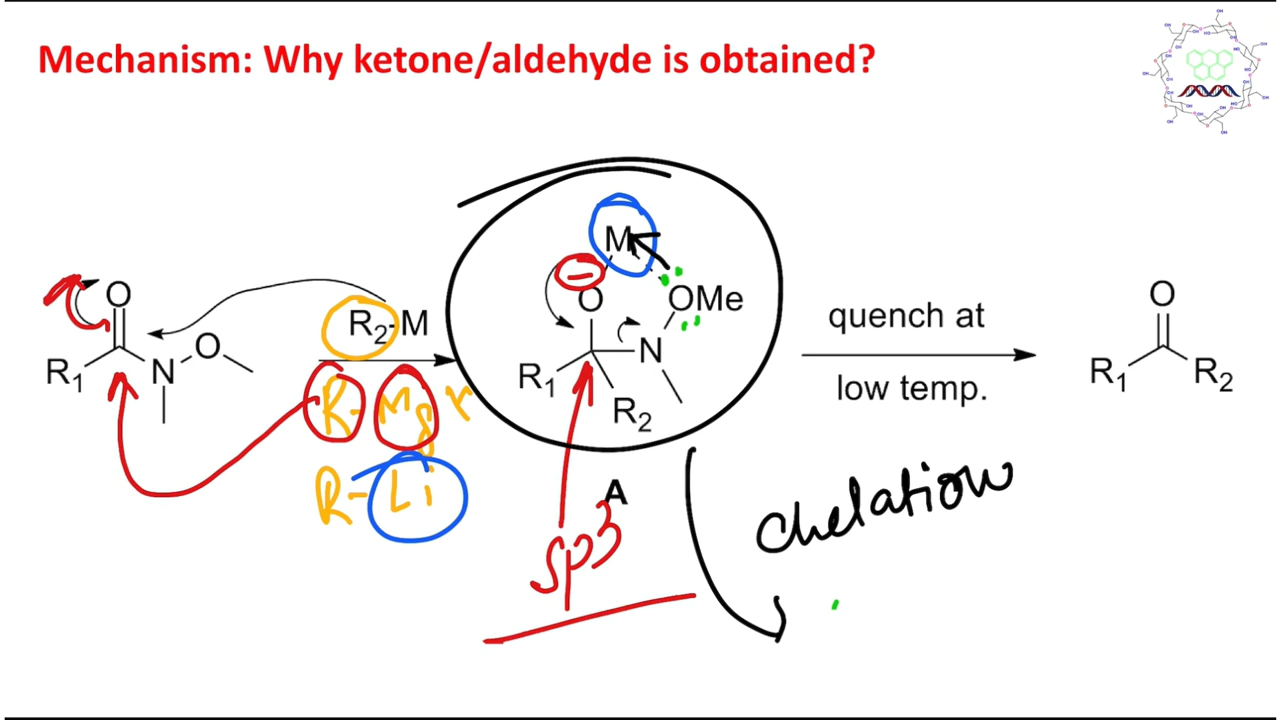 Mechanism: Why ketone/aldehyde is obtained?
M
O
O
OMe
O
R₂-M
quench at
R₁
N
O
R₁
N
R₁
R₂
low temp.
R-Mg
R₂
R-Li
A
Chelation
sp3